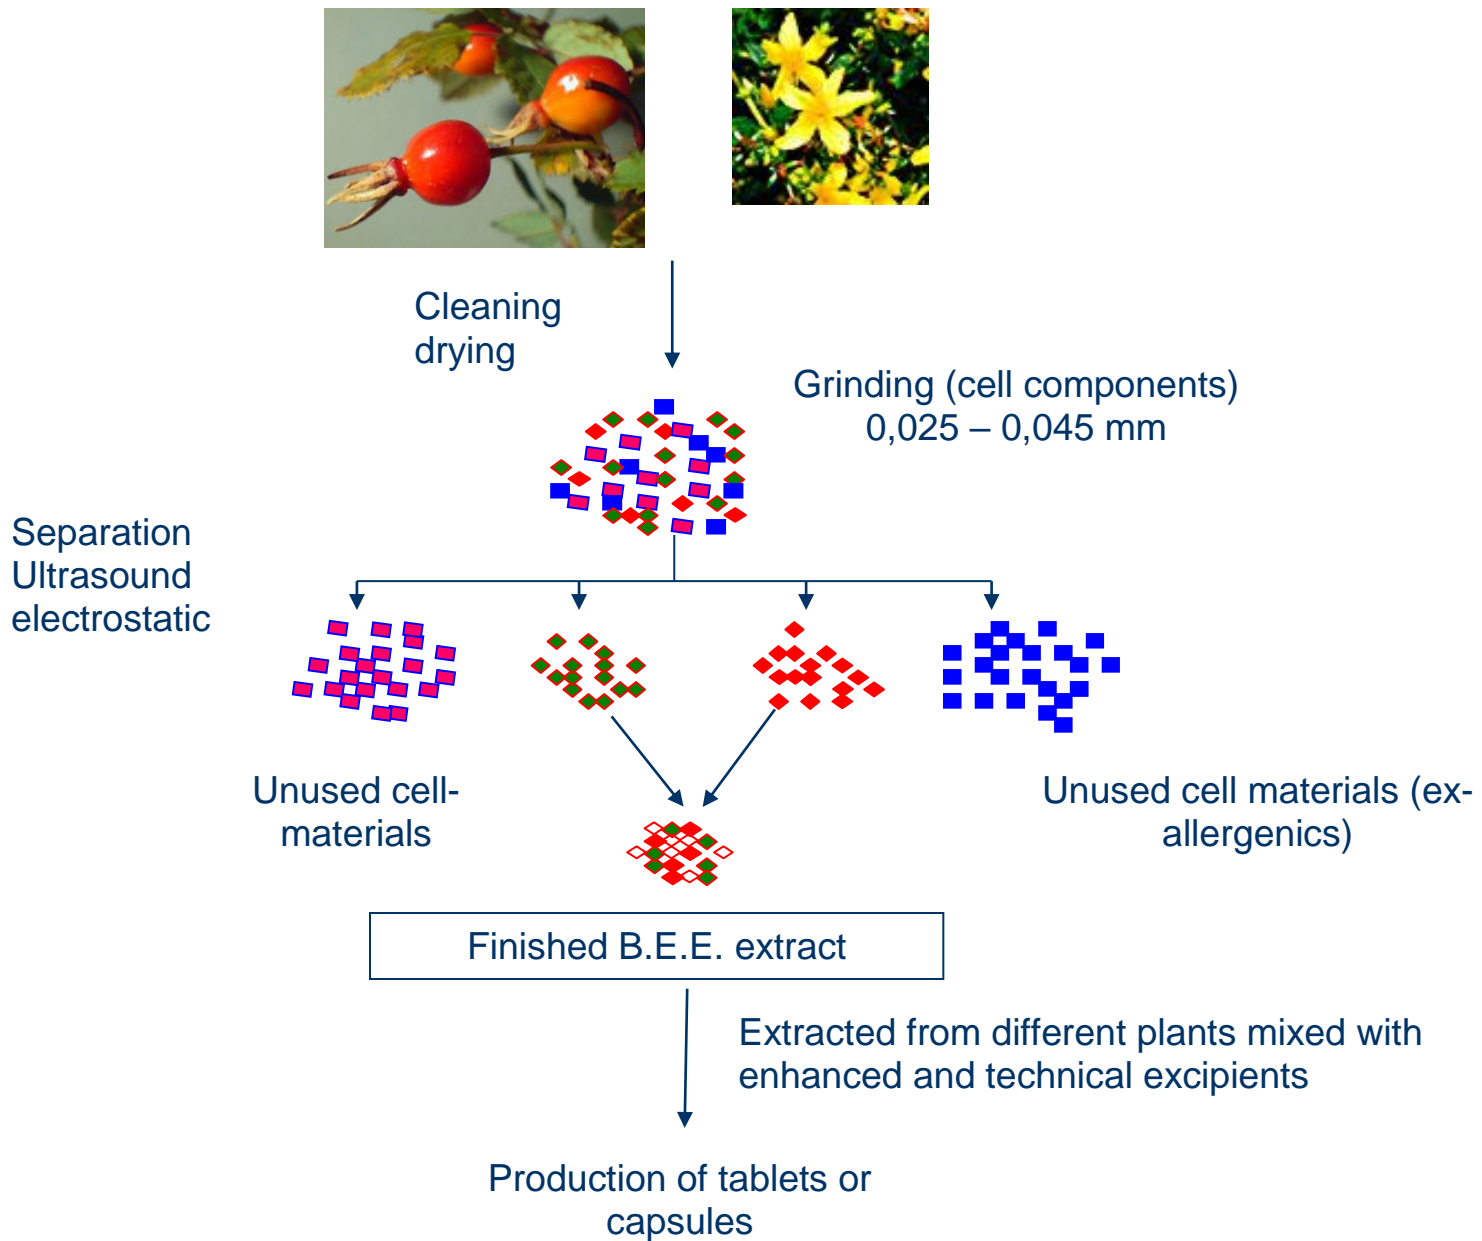 Cleaning
drying
Grinding (cell components)
0,025 – 0,045 mm
Separation
Ultrasound
electrostatic
Unused cell-
materials
Unused cell materials (ex-
allergenics)
Finished B.E.E. extract
Extracted from different plants mixed with
enhanced and technical excipients
Production of tablets or
capsules